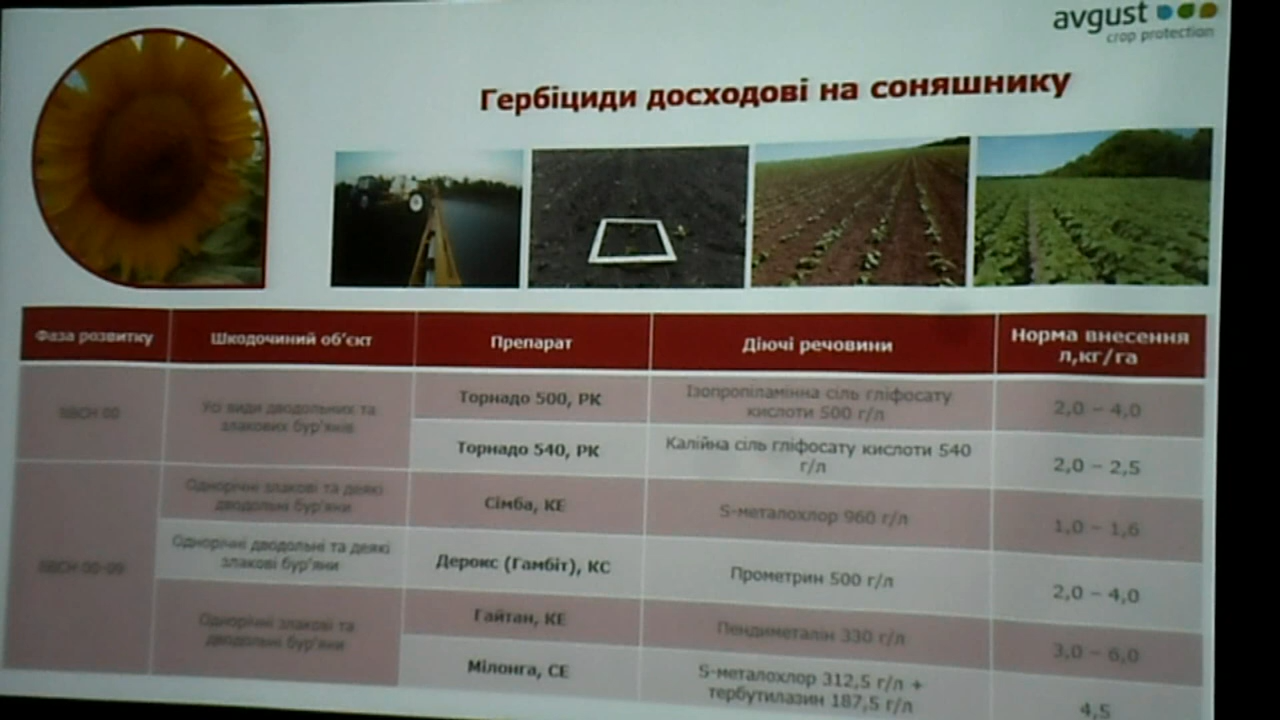 avgust
crop protection
Гербіциди досходові на соняшнику
Фаза розвитку
Шкодочиний об'єкт
Препарат
Діючі речовини
Норма внесення
л,кг/га
ВВСН 00
Усі види дводольних та
злакових бур'янів
Торнадо 500, РК
Ізопропіламінна сіль гліфосату
кислоти 500 г/л
2,0 – 4,0
Торнадо 540, РК
Калійна сіль гліфосату кислоти 540
г/л
2,0 – 2,5
ВВСН 00-09
Однорічні злакові та деякі
дводольні бур'яни
Сімба, КЕ
S-металохлор 960 г/л
1,0 – 1,6
Однорічні дводольні та деякі
злакові бур'яни
Дерокс (Гамбіт), КС
Прометрин 500 г/л
2,0 – 4,0
Однорічні злакові та
дводольні бур'яни
Гайтан, КЕ
Пендиметалін 330 г/л
3,0 – 6,0
Мілонга, СЕ
S-металохлор 312,5 г/л +
тербутилазин 187,5 г/л
4,5